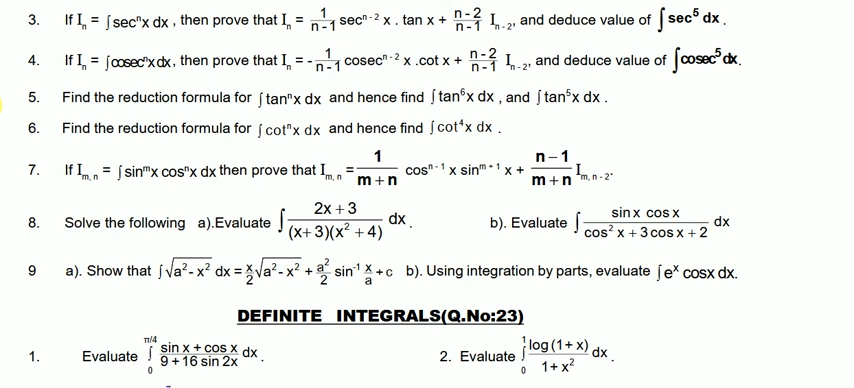 3. If Iₙ = ∫secⁿx dx , then prove that Iₙ = 1/(n-1) secⁿ⁻² x . tan x + (n-2)/(n-1) Iₙ₋₂, and deduce value of ∫sec⁵ dx .
4. If Iₙ = ∫cosecⁿx dx, then prove that Iₙ = - 1/(n-1) cosecⁿ⁻² x .cot x + (n-2)/(n-1) Iₙ₋₂, and deduce value of ∫cosec⁵ dx.
5. Find the reduction formula for ∫tanⁿx dx and hence find ∫tan⁶x dx , and ∫tan⁵x dx .
6. Find the reduction formula for ∫cotⁿx dx and hence find ∫cot⁴x dx .
7. If Iₘ,ₙ = ∫sinᵐx cosⁿx dx then prove that Iₘ,ₙ = 1/(m+n) cosⁿ⁻¹ x sinᵐ⁺¹ x + (n-1)/(m+n) Iₘ,ₙ₋₂.
8. Solve the following a).Evaluate ∫ (2x+3)/((x+3)(x²+4)) dx . b). Evaluate ∫ (sin x cos x)/(cos² x + 3 cos x + 2) dx
9 a). Show that ∫√(a²-x²) dx = x/2 √(a²-x²) + a²/2 sin⁻¹ x/a + c b). Using integration by parts, evaluate ∫eˣ cosx dx.
DEFINITE INTEGRALS(Q.No:23)
1. Evaluate ∫₀^(π/4) (sin x + cos x)/(9 + 16 sin 2x) dx . 2. Evaluate ∫₀¹ (log (1+ x))/(1+ x²) dx .